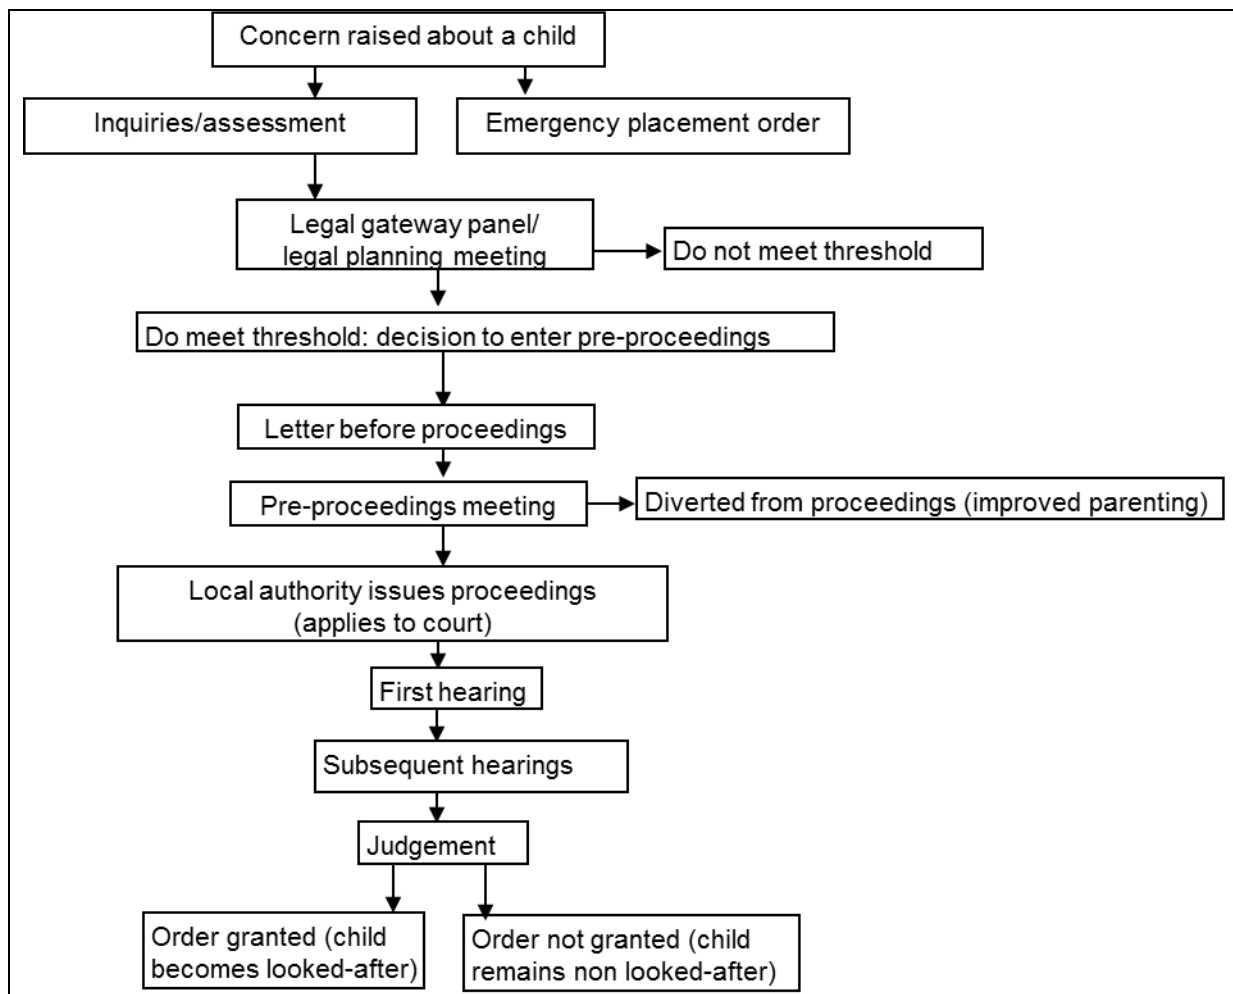 Concern raised about a child
Inquiries/assessment
Emergency placement order
Legal gateway panel/
legal planning meeting
Do not meet threshold
Do meet threshold: decision to enter pre-proceedings
Letter before proceedings
Pre-proceedings meeting
Diverted from proceedings (improved parenting)
Local authority issues proceedings
(applies to court)
First hearing
Subsequent hearings
Judgement
Order granted (child
becomes looked-after)
Order not granted (child
remains non looked-after)